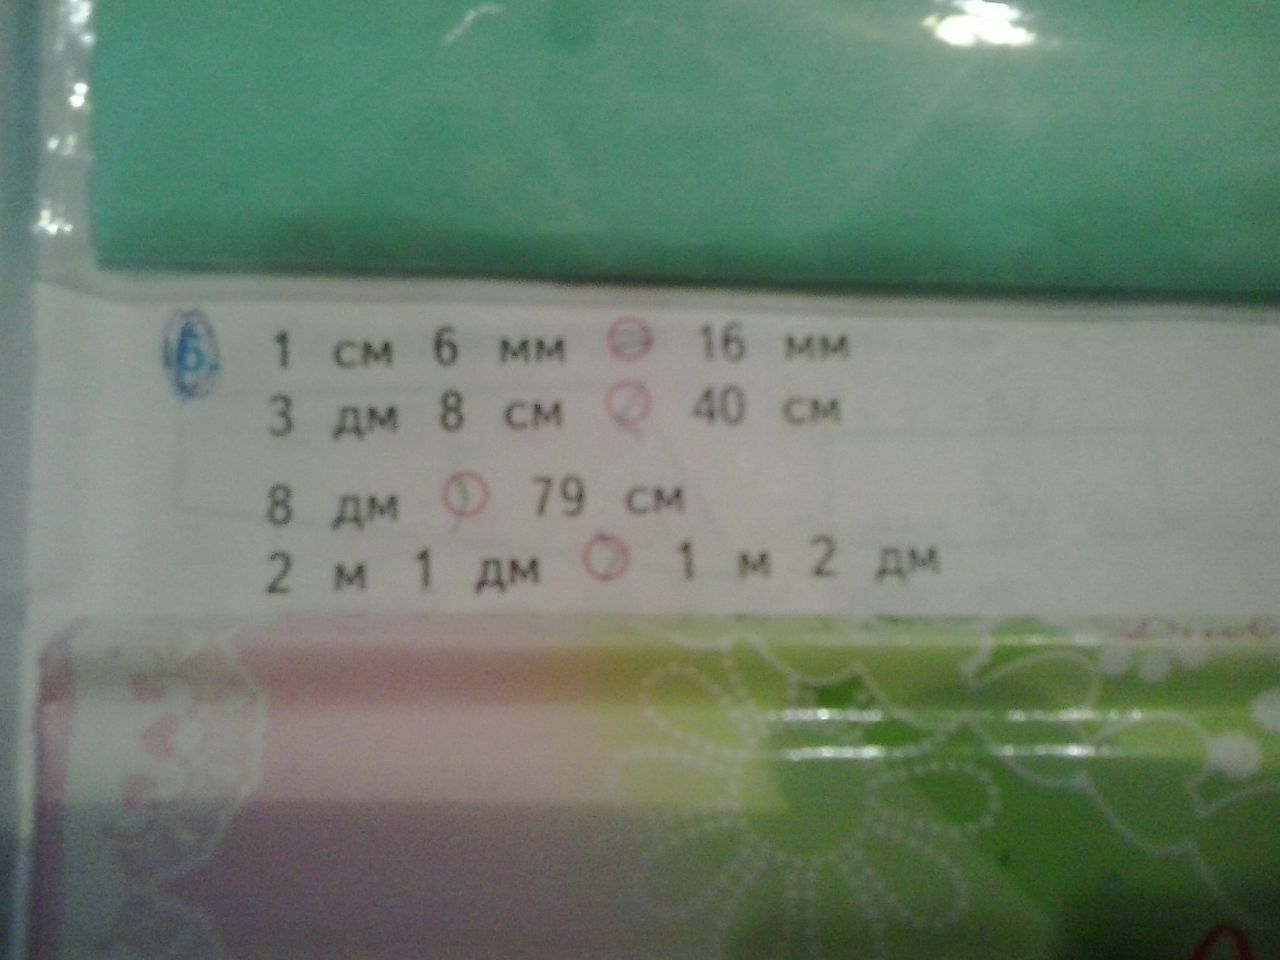 6.
1 см 6 мм = 16 мм
3 дм 8 см 40 см
8 дм 79 см
2 м 1 дм > 1 м 2 дм